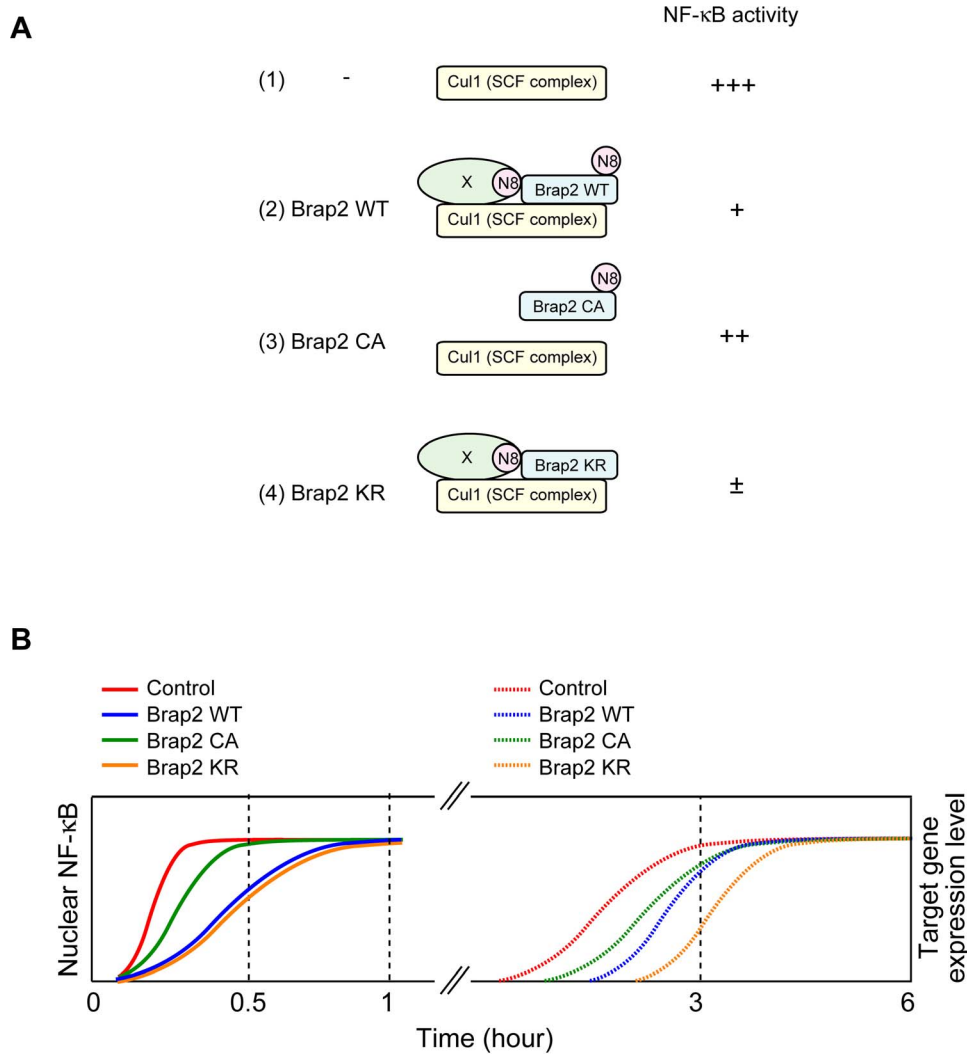 A
NF-κB activity
(1) - Cul1 (SCF complex) +++
N8
X N8 Brap2 WT
(2) Brap2 WT Cul1 (SCF complex) +
N8
Brap2 CA
(3) Brap2 CA Cul1 (SCF complex) ++
X N8 Brap2 KR
(4) Brap2 KR Cul1 (SCF complex) ±
B
Control
Brap2 WT
Brap2 CA
Brap2 KR
Control
Brap2 WT
Brap2 CA
Brap2 KR
Nuclear NF-κB
Target gene
expression level
0 0.5 1 3 6
Time (hour)